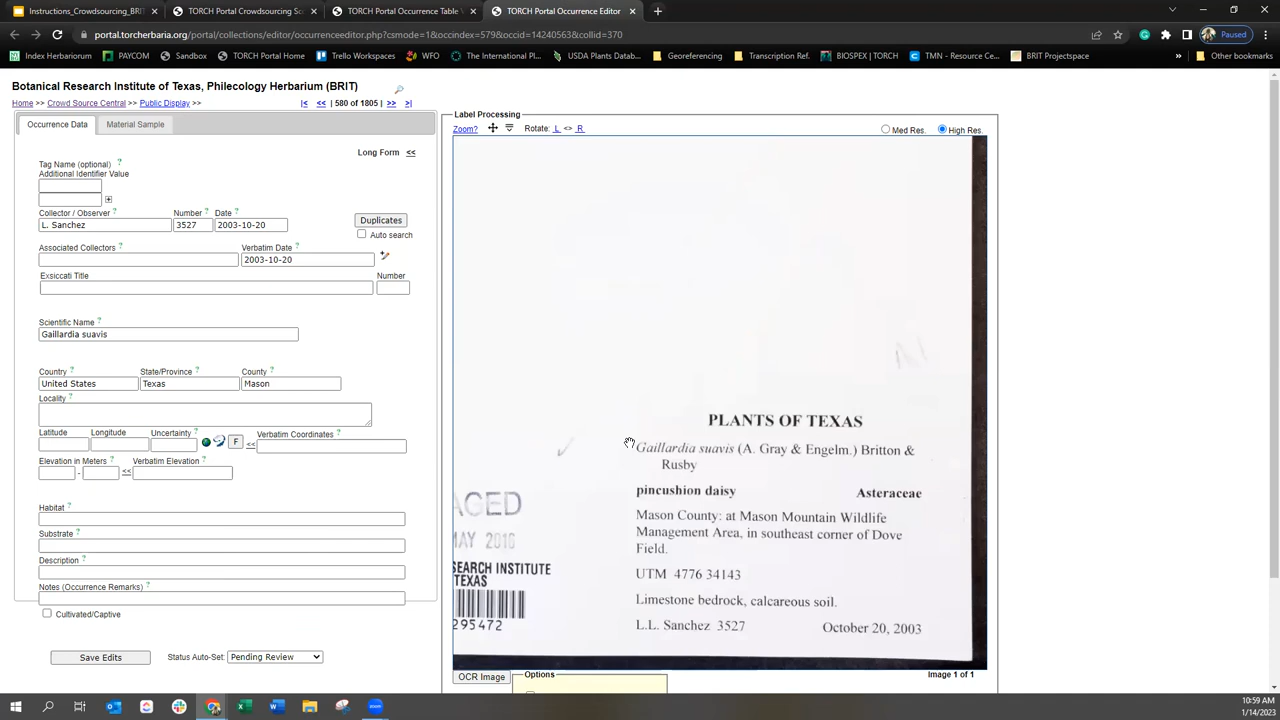 Instructions_Crowdsourcing_BRIT
TORCH Portal Crowdsourcing Sc
TORCH Portal Occurrence Table V
TORCH Portal Occurrence Editor
portal.torcherbaria.org/portal/collections/editor/occurrenceeditor.php?csmode=1&occindex=579&occid=14240563&collid=370
Paused
Index Herbariorum
PAYCOM
Sandbox
TORCH Portal Home
Trello Workspaces
WFO
The International Pl...
USDA Plants Datab...
Georeferencing
Transcription Ref.
BIOSPEX | TORCH
TMN - Resource Ce...
BRIT Projectspace
Other bookmarks
Botanical Research Institute of Texas, Philecology Herbarium (BRIT)
Home >> Crowd Source Central >> Public Display >>
|< << | 580 of 1805 | >> >|
Occurrence Data
Material Sample
Long Form <<
Tag Name (optional) ?
Additional Identifier Value
Collector / Observer ? Number ? Date ?
L. Sanchez 3527 2003-10-20
Duplicates
Auto search
Associated Collectors ? Verbatim Date ?
2003-10-20
Exsiccati Title Number
Scientific Name ?
Gaillardia suavis
Country ? State/Province ? County ?
United States Texas Mason
Locality ?
Latitude Longitude Uncertainty ? F << Verbatim Coordinates ?
Elevation in Meters ? - << Verbatim Elevation ?
Habitat ?
Substrate ?
Description ?
Notes (Occurrence Remarks) ?
Cultivated/Captive
Save Edits
Status Auto-Set: Pending Review
Label Processing
Zoom? Rotate: L <> R
Med Res. High Res.
PLANTS OF TEXAS
Gaillardia suavis (A. Gray & Engelm.) Britton &
Rusby
pincushion daisy Asteraceae
Mason County: at Mason Mountain Wildlife
Management Area, in southeast corner of Dove
Field.
UTM 4776 34143
Limestone bedrock, calcareous soil.
L.L. Sanchez 3527 October 20, 2003
AGED
MAY 2016
SEARCH INSTITUTE
TEXAS
295472
OCR Image
Options
Image 1 of 1
10:59 AM
1/14/2023